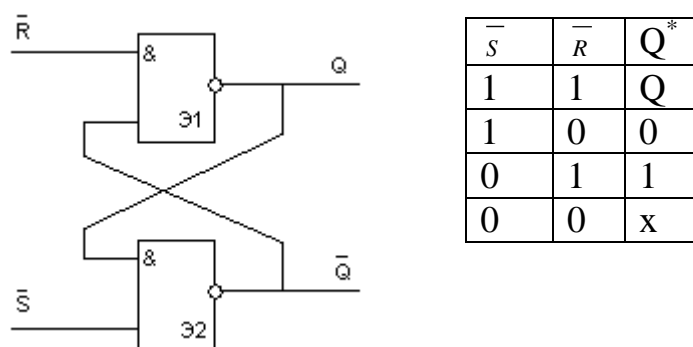 R̅
&
Q
Э1
&
Q̅
S̅
Э2
S̅ R̅ Q*
1 1 Q
1 0 0
0 1 1
0 0 x